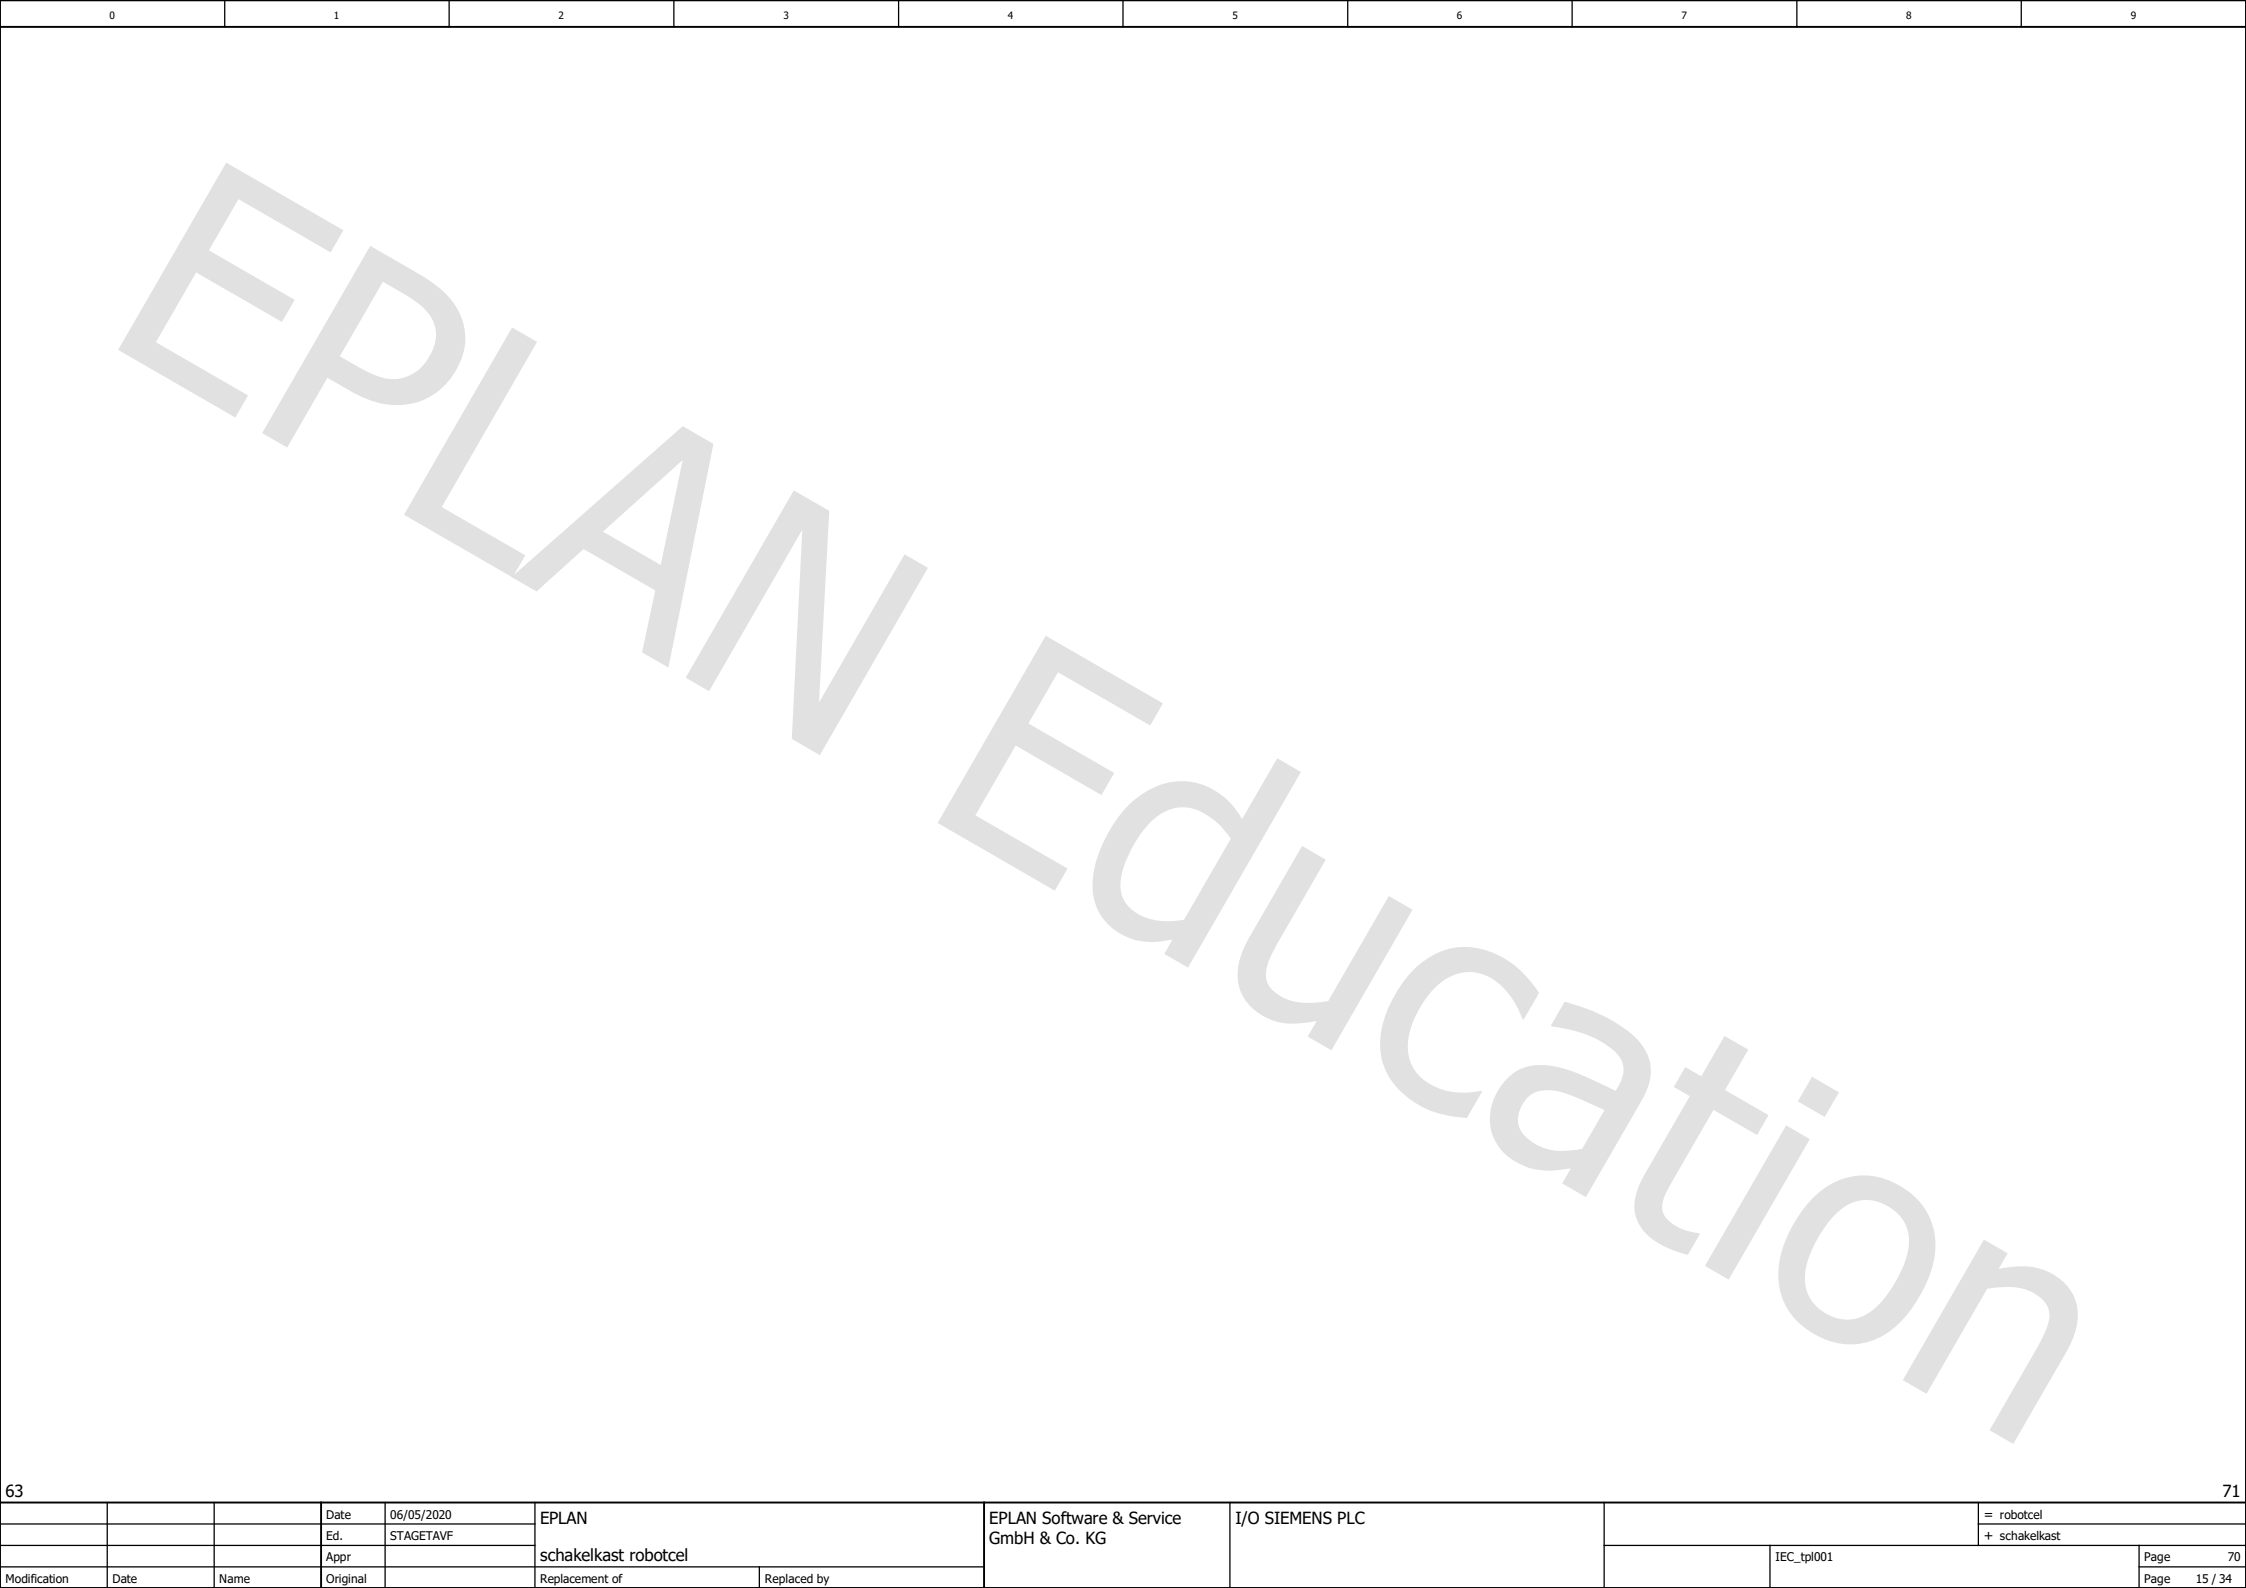 0 1 2 3 4 5 6 7 8 9
EPLAN Education
63 71
Date 06/05/2020
Ed. STAGETAVF
Appr
Modification Date Name Original
EPLAN
schakelkast robotcel
Replacement of Replaced by
EPLAN Software & Service
GmbH & Co. KG
I/O SIEMENS PLC
= robotcel
+ schakelkast
IEC_tpl001
Page 70
Page 15 / 34